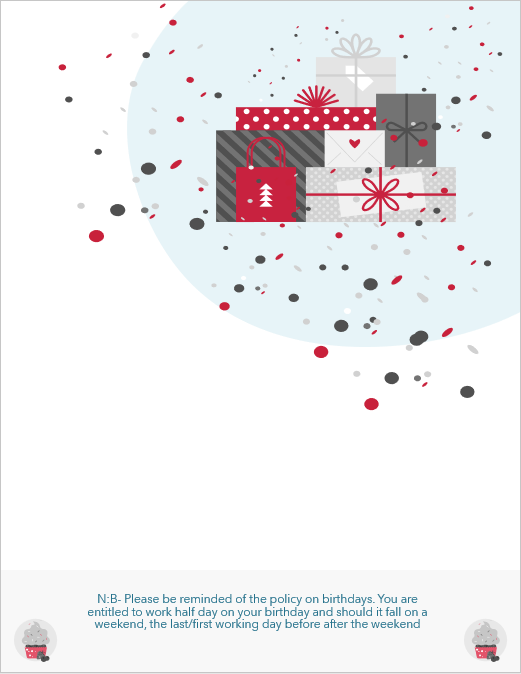 N:B- Please be reminded of the policy on birthdays. You are
entitled to work half day on your birthday and should it fall on a
weekend, the last/first working day before after the weekend